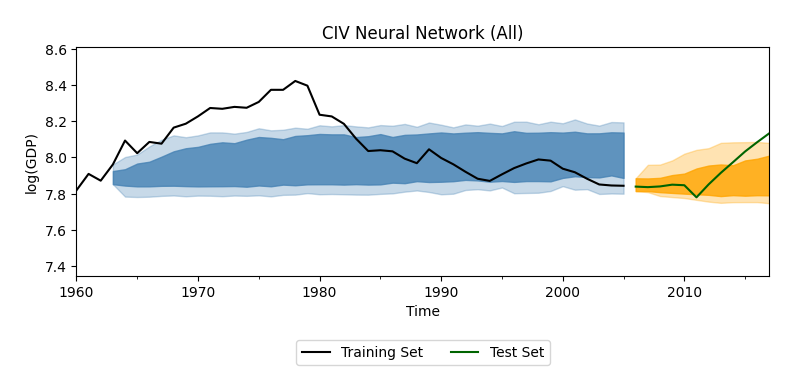 CIV Neural Network (All)
8.6
8.4
8.2
8.0
7.8
7.6
7.4
log(GDP)
1960 1970 1980 1990 2000 2010
Time
Training Set Test Set